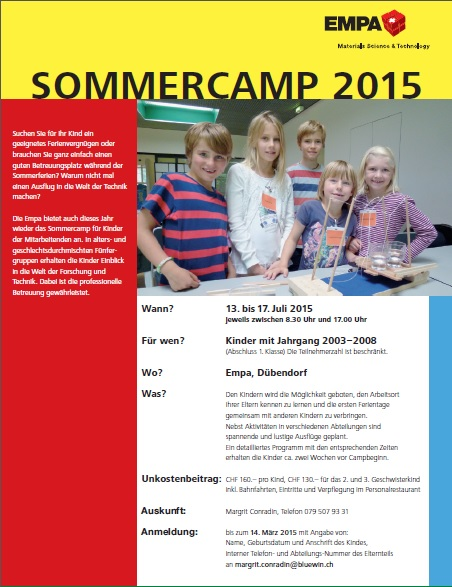 EMPA
Materials Science & Technology
SOMMERCAMP 2015
Suchen Sie für Ihr Kind ein
geeignetes Ferienvergnügen oder
brauchen Sie ganz einfach einen
guten Betreuungsplatz während der
Sommerferien? Warum nicht mal
einen Ausflug in die Welt der Technik
machen?
Die Empa bietet auch dieses Jahr
wieder das Sommercamp für Kinder
der Mitarbeitenden an. In alters- und
geschlechtsdurchmischten Fünfer-
gruppen erhalten die Kinder Einblick
in die Welt der Forschung und
Technik. Dabei ist die professionelle
Betreuung gewährleistet.
Wann? 13. bis 17. Juli 2015
jeweils zwischen 8.30 Uhr und 17.00 Uhr
Für wen? Kinder mit Jahrgang 2003–2008
(Abschluss 1. Klasse) Die Teilnehmerzahl ist beschränkt.
Wo? Empa, Dübendorf
Was? Den Kindern wird die Möglichkeit geboten, den Arbeitsort
ihrer Eltern kennen zu lernen und die ersten Ferientage
gemeinsam mit anderen Kindern zu verbringen.
Nebst Aktivitäten in verschiedenen Abteilungen sind
spannende und lustige Ausflüge geplant.
Ein detailliertes Programm mit den entsprechenden Zeiten
erhalten die Kinder ca. zwei Wochen vor Campbeginn.
Unkostenbeitrag: CHF 160.– pro Kind, CHF 130.– für das 2. und 3. Geschwisterkind
inkl. Bahnfahrten, Eintritte und Verpflegung im Personalrestaurant
Auskunft: Margrit Conradin, Telefon 079 507 93 31
Anmeldung: bis zum 14. März 2015 mit Angabe von:
Name, Geburtsdatum und Anschrift des Kindes,
interner Telefon- und Abteilungs-Nummer des Elternteils
an margrit.conradin@bluewin.ch